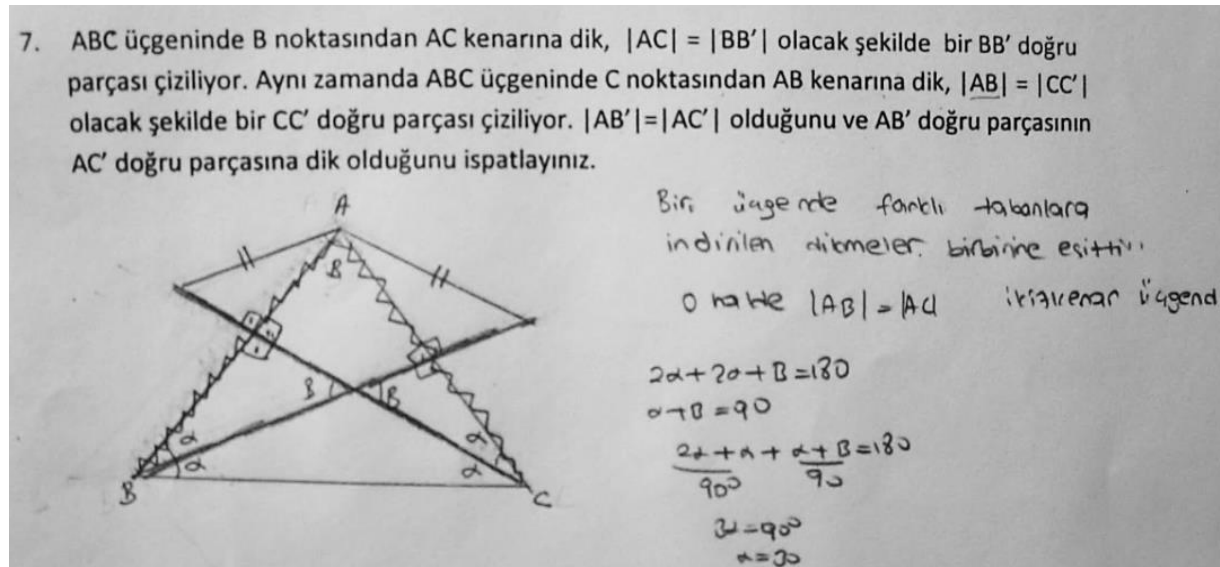 7. ABC üçgeninde B noktasından AC kenarına dik, |AC| = |BB'| olacak şekilde bir BB' doğru
parçası çiziliyor. Aynı zamanda ABC üçgeninde C noktasından AB kenarına dik, |AB| = |CC'|
olacak şekilde bir CC' doğru parçası çiziliyor. |AB'|=|AC'| olduğunu ve AB' doğru parçasının
AC' doğru parçasına dik olduğunu ispatlayınız.
A
B
B B
α α
α α
B C
Bir üçgende farklı tabanlara
indirilen dikmeler birbirine eşittir.
O halde |AB| = |AC| ikizkenar üçgend
2α+2α+B=180
α+B=90
2α+α+α+B=180
90° 90
3α=90°
α=30